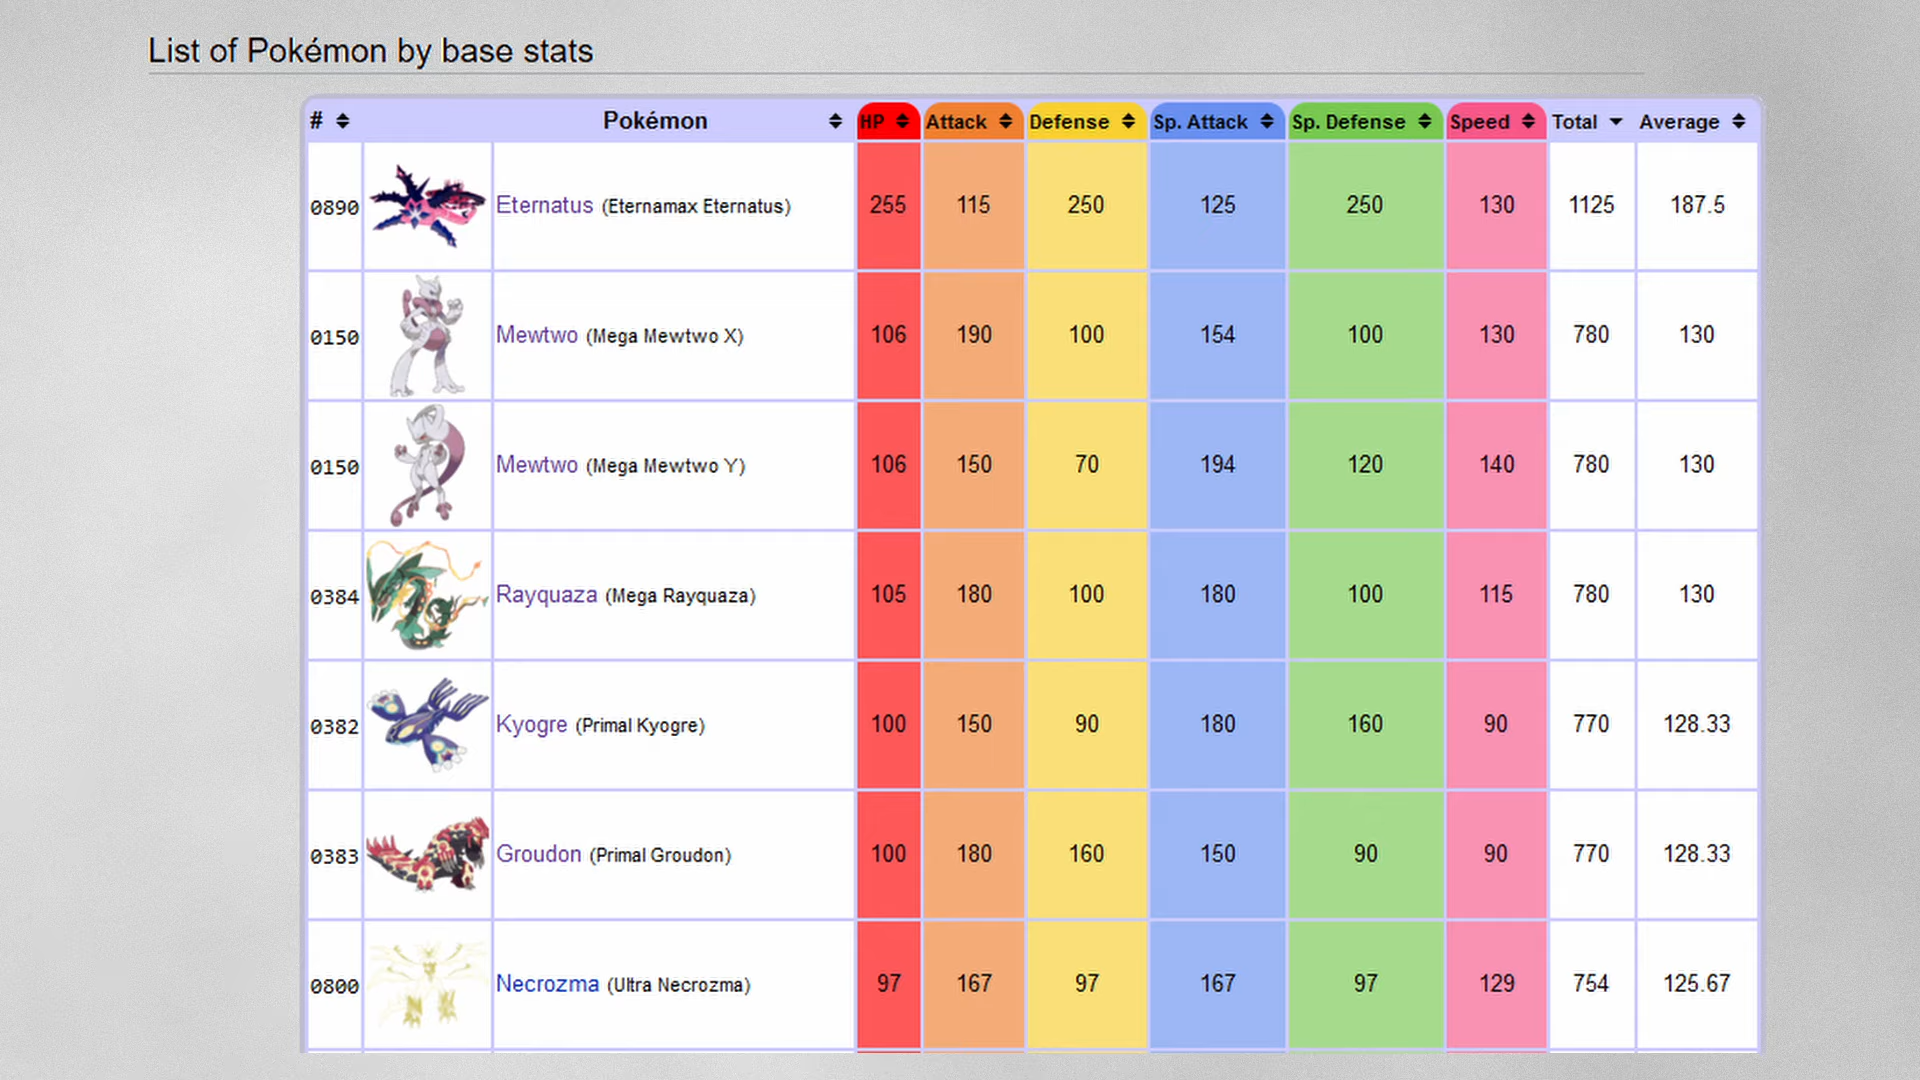 List of Pokémon by base stats
# Pokémon HP Attack Defense Sp. Attack Sp. Defense Speed Total Average
0890 Eternatus (Eternamax Eternatus) 255 115 250 125 250 130 1125 187.5
0150 Mewtwo (Mega Mewtwo X) 106 190 100 154 100 130 780 130
0150 Mewtwo (Mega Mewtwo Y) 106 150 70 194 120 140 780 130
0384 Rayquaza (Mega Rayquaza) 105 180 100 180 100 115 780 130
0382 Kyogre (Primal Kyogre) 100 150 90 180 160 90 770 128.33
0383 Groudon (Primal Groudon) 100 180 160 150 90 90 770 128.33
0800 Necrozma (Ultra Necrozma) 97 167 97 167 97 129 754 125.67